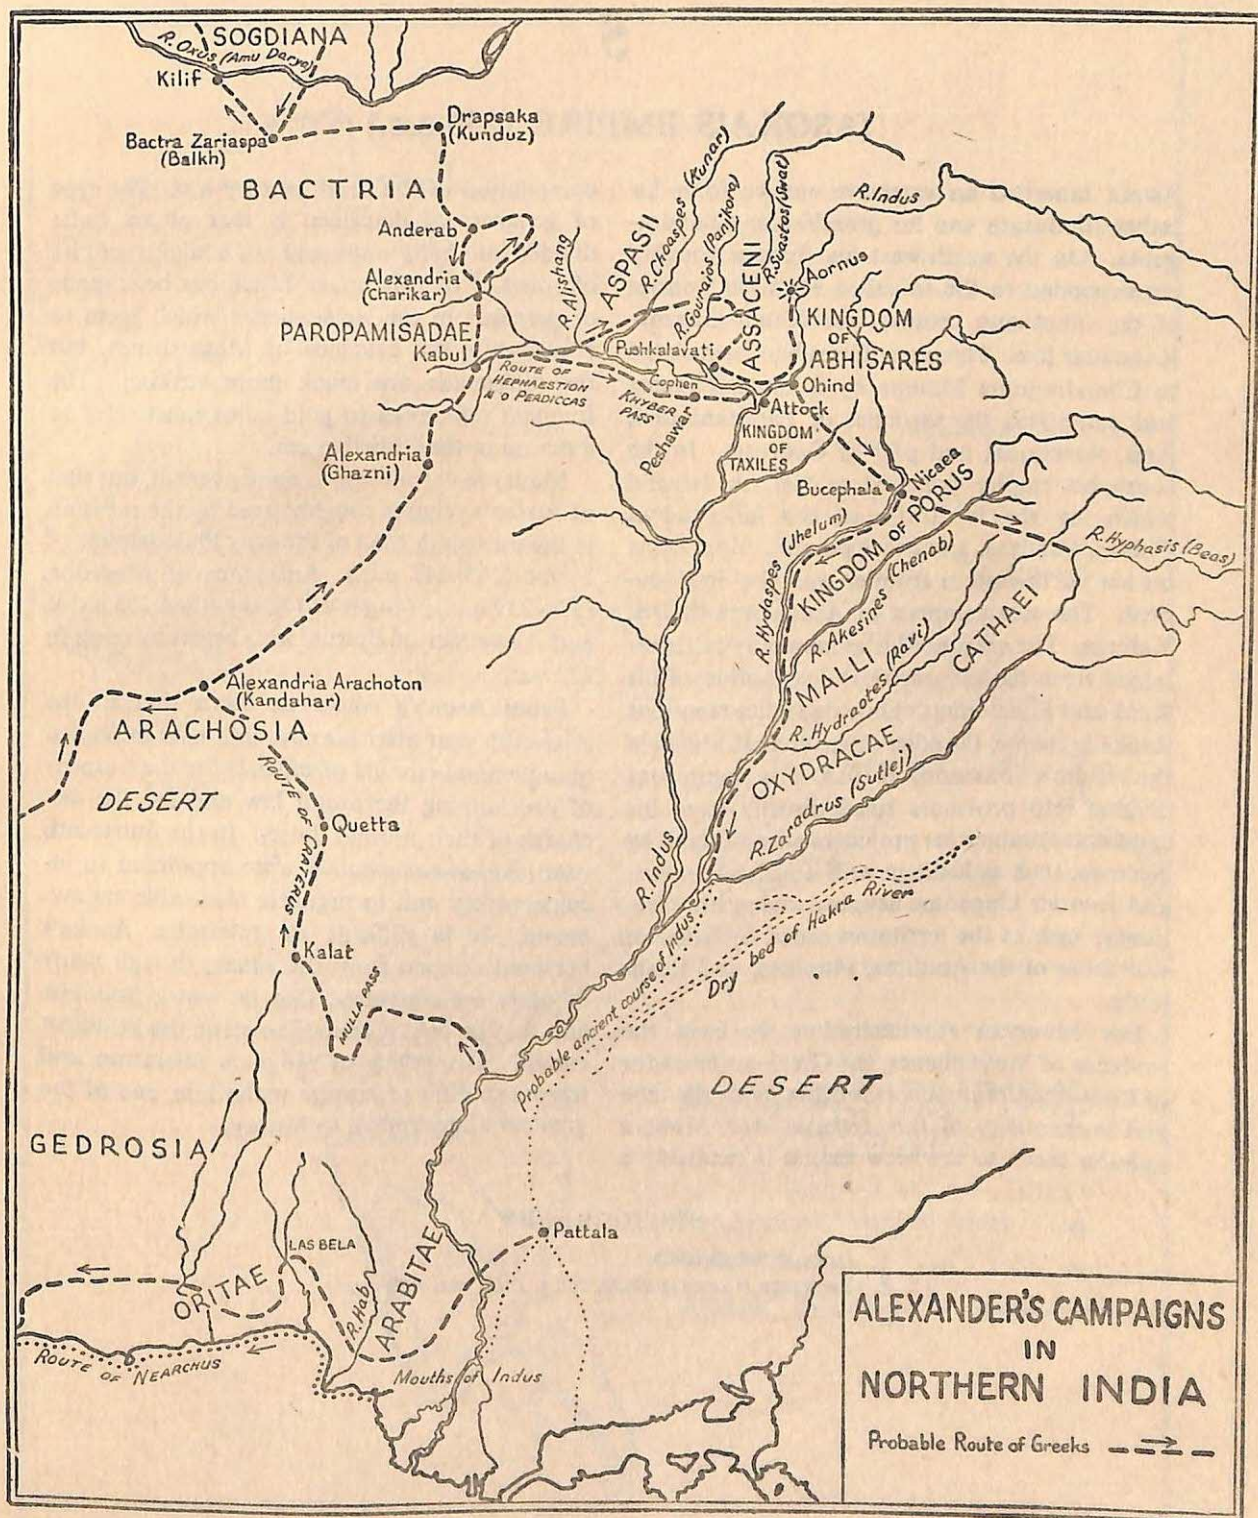 SOGDIANA
R. Oxus (Amu Darya)
Kilif
Bactra Zariaspa
(Balkh)
Drapsaka
(Kunduz)
BACTRIA
Anderab
Alexandria
(Charikar)
PAROPAMISADAE
Kabul
R. Alishang
ASPASII
R. Choaspes (Kunar)
R. Gouraios (Panjkora)
ASSACENI
R. Suastos (Swat)
R. Indus
Aornus
KINGDOM
OF
ABHISARES
Pushkalavati
Cophen
Ohind
Attock
ROUTE OF
HEPHAESTION
N D PERDICCAS
KHYBER
PASS
Peshawar
KINGDOM
OF
TAXILES
Alexandria
(Ghazni)
Bucephala
Nicaea
KINGDOM OF PORUS
R. Hydaspes (Jhelum)
R. Akesines (Chenab)
R. Hyphasis (Beas)
MALLI
CATHAEI
R. Hydraotes (Ravi)
OXYDRACAE
R. Zaradrus (Sutlej)
Alexandria Arachoton
(Kandahar)
ARACHOSIA
DESERT
ROUTE OF CRATERUS
Quetta
Kalat
MULLA PASS
R. Indus
Probable ancient course of Indus
Dry bed of Hakra River
DESERT
GEDROSIA
LAS BELA
ORITAE
R. Hab
ARABITAE
Pattala
ROUTE OF NEARCHUS
Mouths of Indus
ALEXANDER'S CAMPAIGNS
IN
NORTHERN INDIA
Probable Route of Greeks